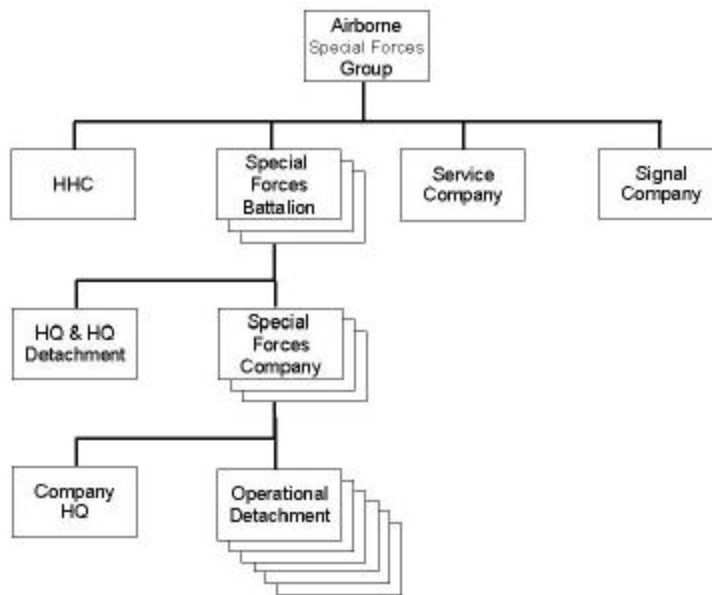 Airborne
Special Forces
Group
HHC
Special
Forces
Battalion
Service
Company
Signal
Company
HQ & HQ
Detachment
Special
Forces
Company
Company
HQ
Operational
Detachment